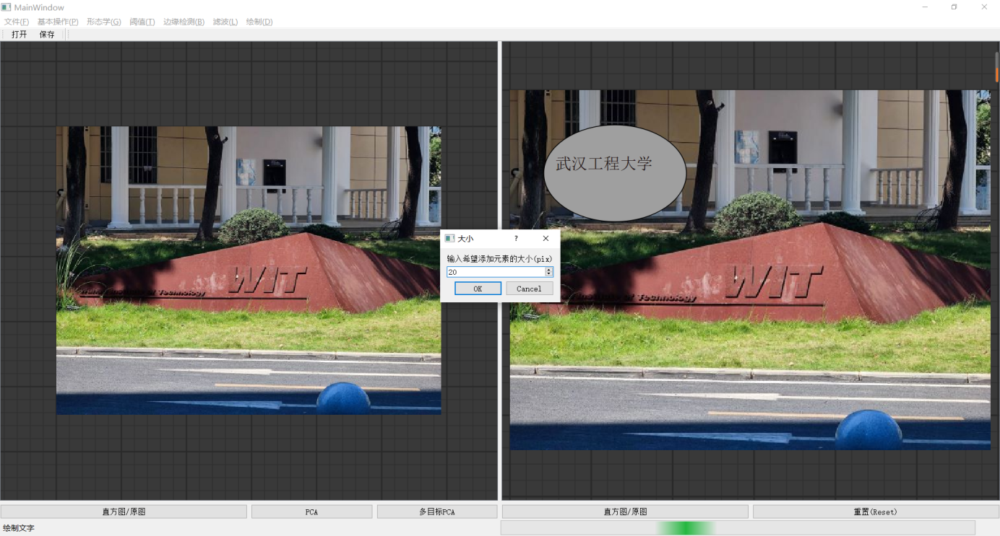 MainWindow
文件(F) 基本操作(P) 形态学(G) 阈值(T) 边缘检测(B) 滤波(L) 绘制(D)
打开 保存
武汉工程大学
大小 ?
输入希望添加元素的大小(pix)
20
OK Cancel
WIT
Institute of Technology
WIT
Institute of Technology
直方图/原图 PCA 多目标PCA 直方图/原图 重置(Reset)
绘制文字